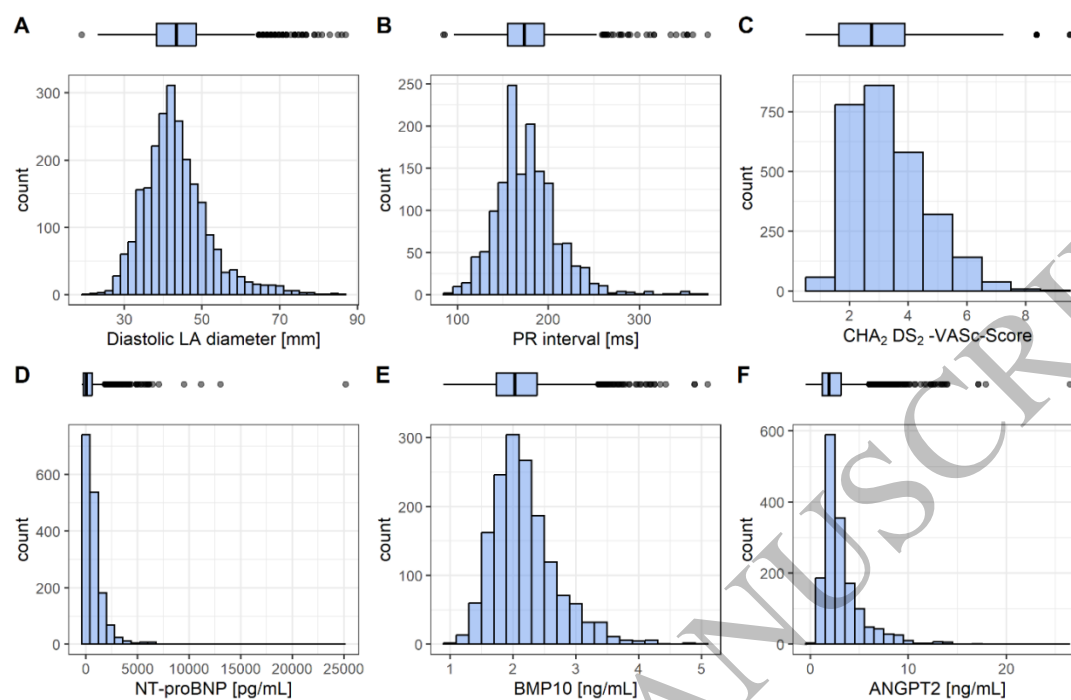 A
B
C
count
300
200
100
0
30
50
70
90
Diastolic LA diameter [mm]
count
250
200
150
100
50
0
100
200
300
PR interval [ms]
count
750
500
250
0
2
4
6
8
CHA₂ DS₂ -VASc-Score
D
E
F
count
600
400
200
0
0
5000
10000
15000
20000
25000
NT-proBNP [pg/mL]
count
300
200
100
0
1
2
3
4
5
BMP10 [ng/mL]
count
600
400
200
0
0
10
20
ANGPT2 [ng/mL]
ANUSCR